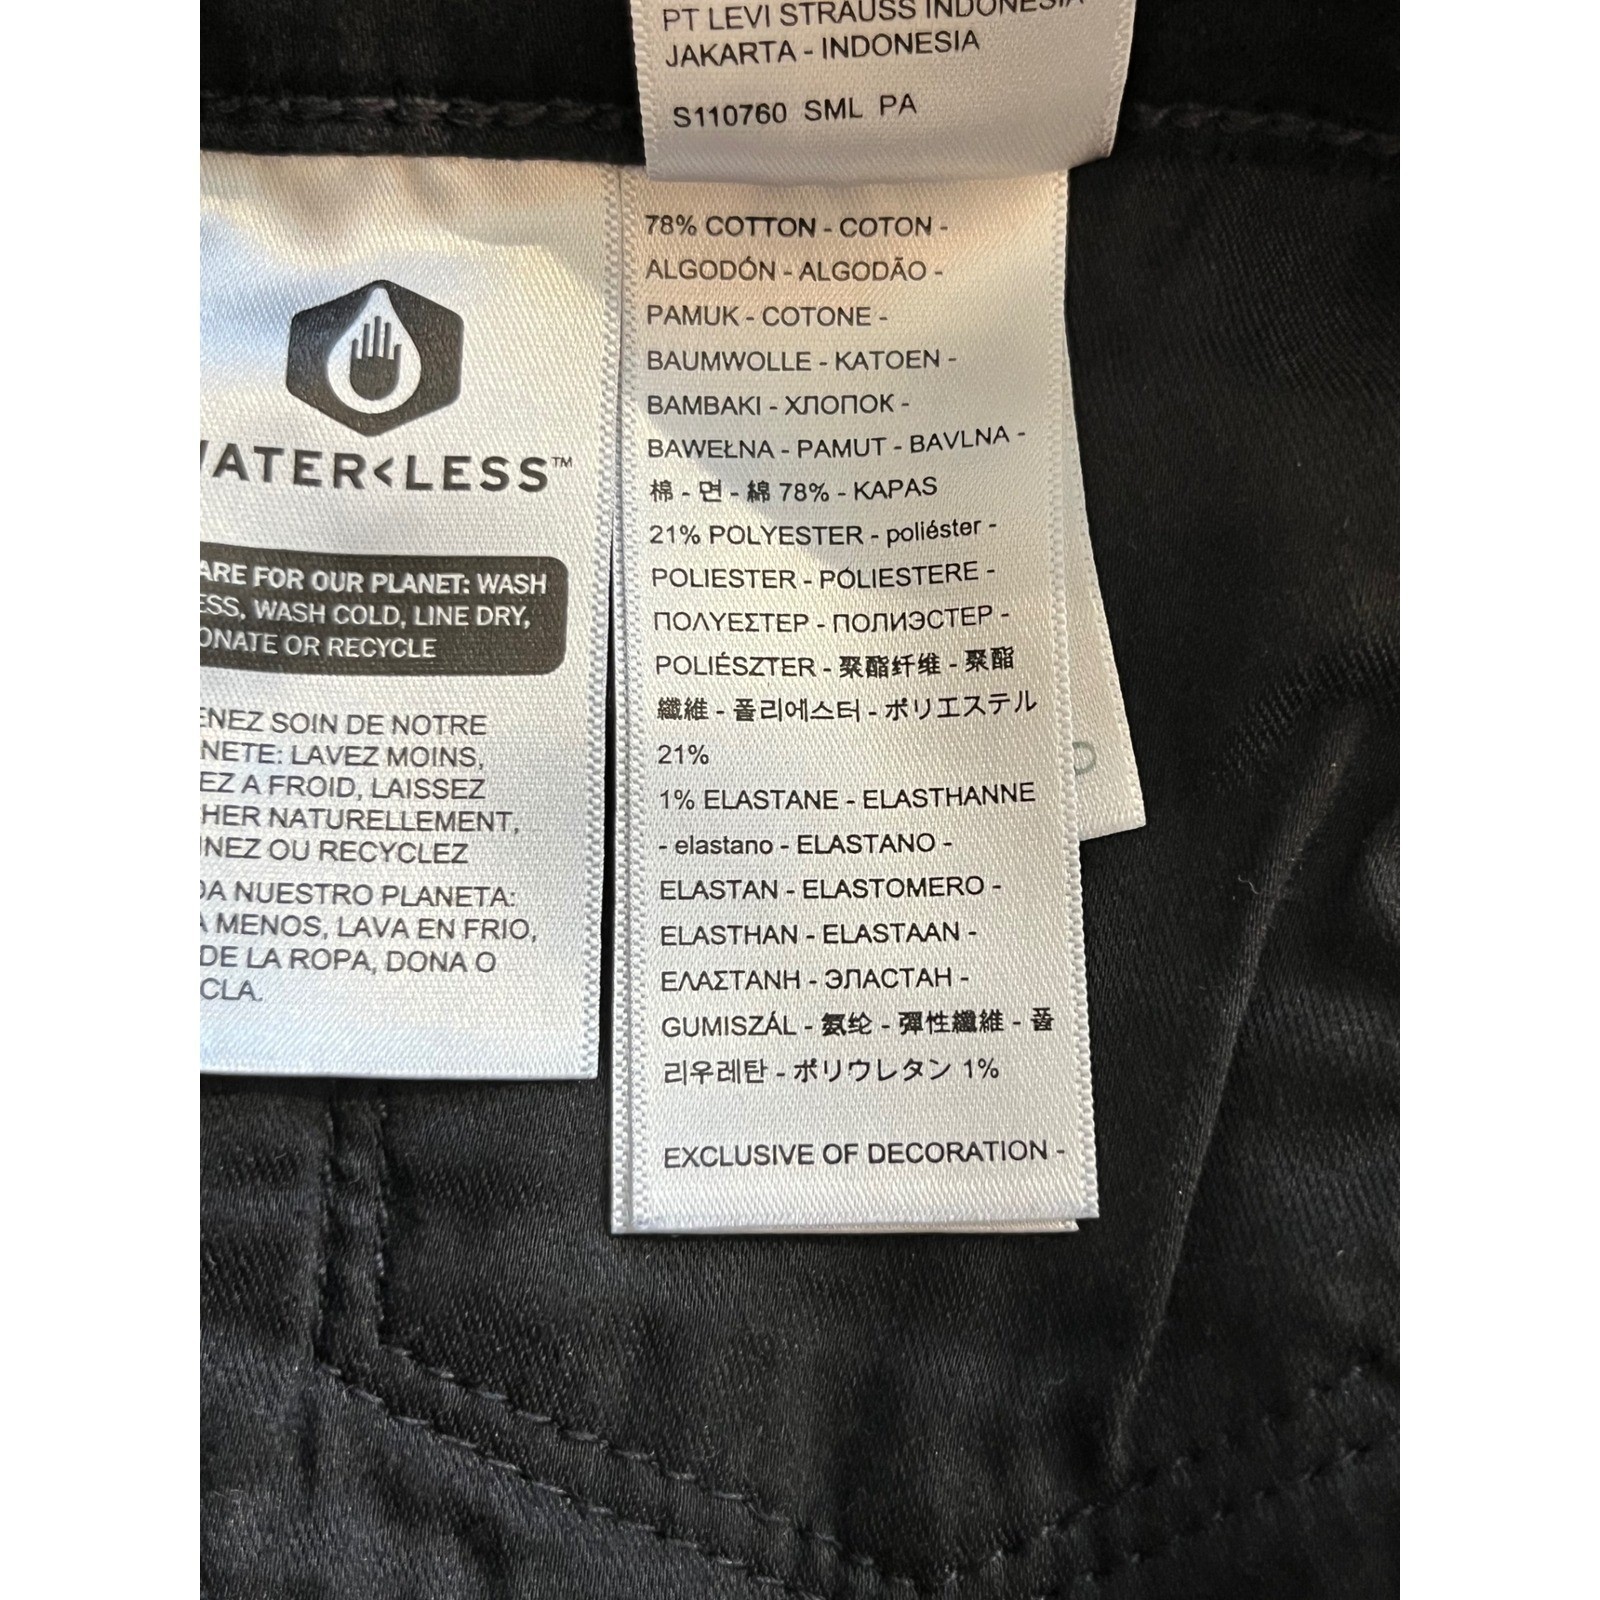 PT LEVI STRAUSS INDONESIA
JAKARTA - INDONESIA
S110760 SML PA
78% COTTON - COTON -
ALGODÓN - ALGODÃO -
PAMUK - COTONE -
BAUMWOLLE - KATOEN -
BAMBAKI - ХЛОПОК -
BAWEŁNA - PAMUT - BAVLNA -
棉 - 면 - 綿 78% - KAPAS
21% POLYESTER - poliéster -
POLIESTER - PÓLIESTERE -
ΠΟΛΥΕΣΤΕΡ - ПОЛИЭСТЕР -
POLIÉSZTER - 聚酯纤维 - 聚酯
纖維 - 폴리에스터 - ポリエステル
21%
1% ELASTANE - ELASTHANNE
- elastano - ELASTANO -
ELASTAN - ELASTOMERO -
ELASTHAN - ELASTAAN -
ΕΛΑΣΤΑΝΗ - ЭЛАСТАН -
GUMISZÁL - 氨纶 - 彈性纖維 - 폴
리우레탄 - ポリウレタン 1%
EXCLUSIVE OF DECORATION -
WATER<LESS™
ARE FOR OUR PLANET: WASH
ESS, WASH COLD, LINE DRY,
ONATE OR RECYCLE
ENEZ SOIN DE NOTRE
NETE: LAVEZ MOINS,
EZ A FROID, LAISSEZ
HER NATURELLEMENT,
NEZ OU RECYCLEZ
DA NUESTRO PLANETA:
A MENOS, LAVA EN FRIO,
DE LA ROPA, DONA O
CLA.